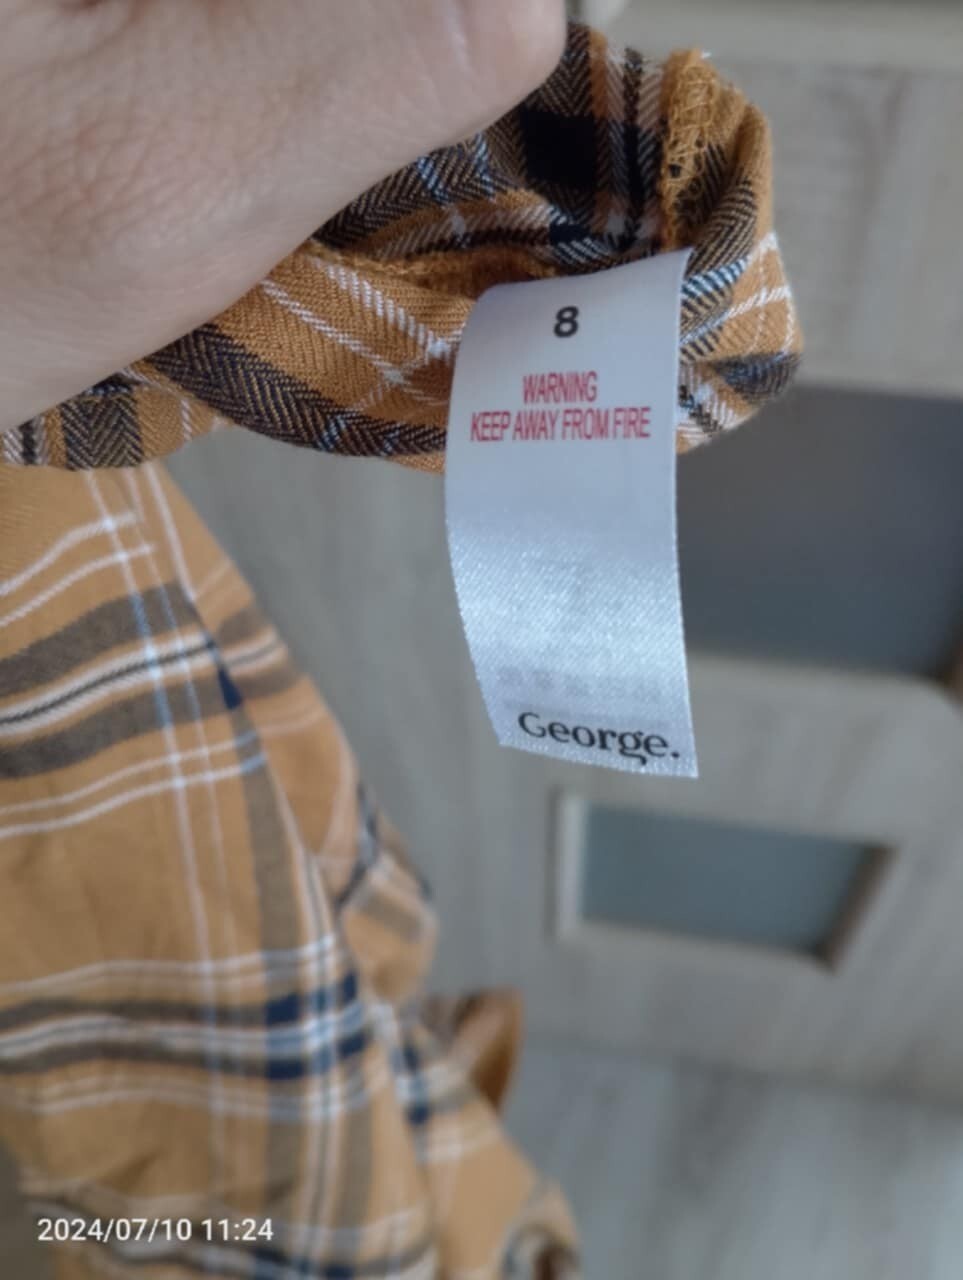 8
WARNING
KEEP AWAY FROM FIRE
George.
2024/07/10 11:24